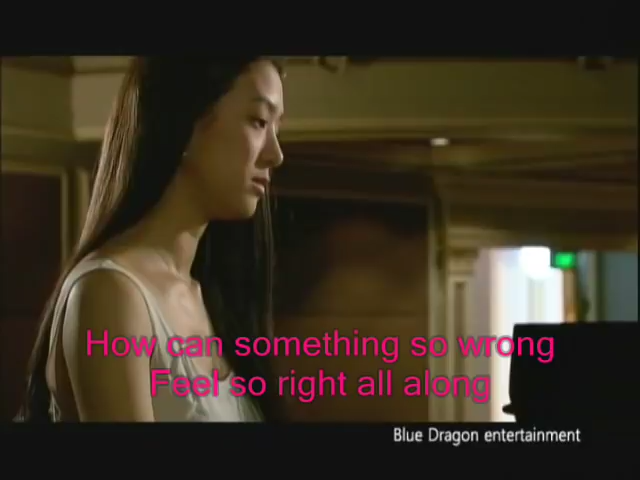 How can something so wrong
Feel so right all along
Blue Dragon entertainment